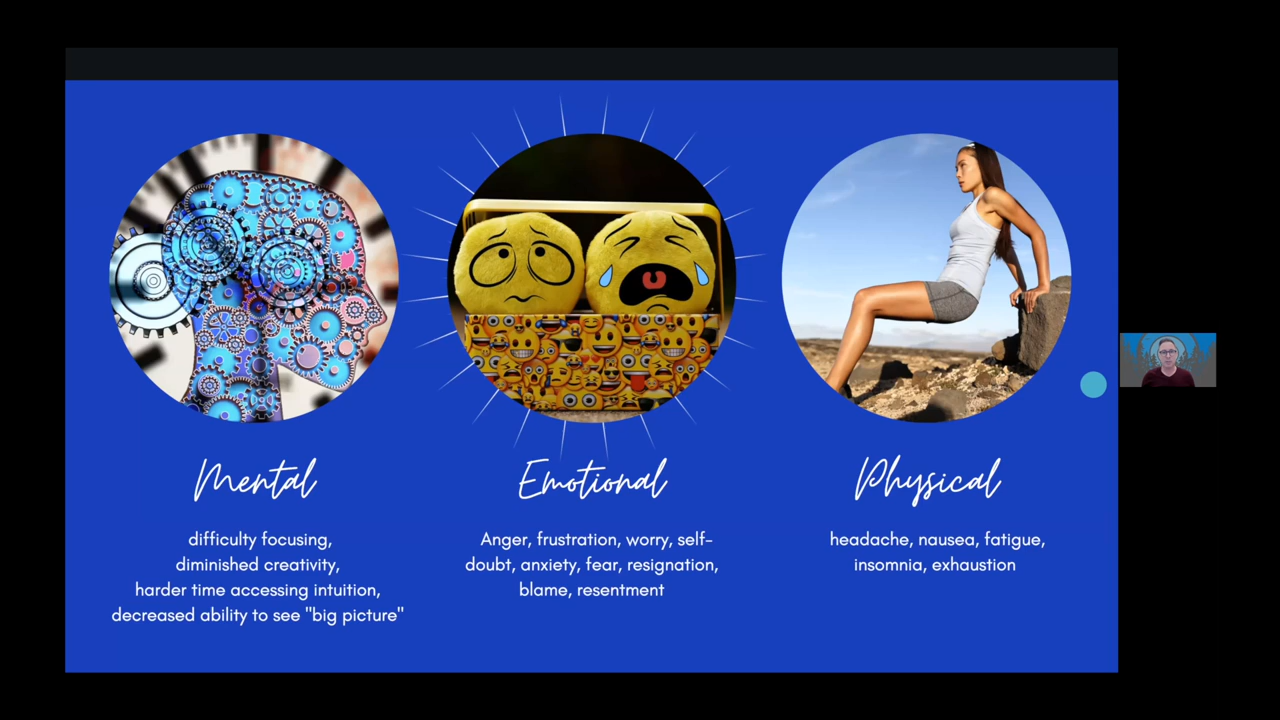 Mental
difficulty focusing,
diminished creativity,
harder time accessing intuition,
decreased ability to see "big picture"
Emotional
Anger, frustration, worry, self-
doubt, anxiety, fear, resignation,
blame, resentment
Physical
headache, nausea, fatigue,
insomnia, exhaustion